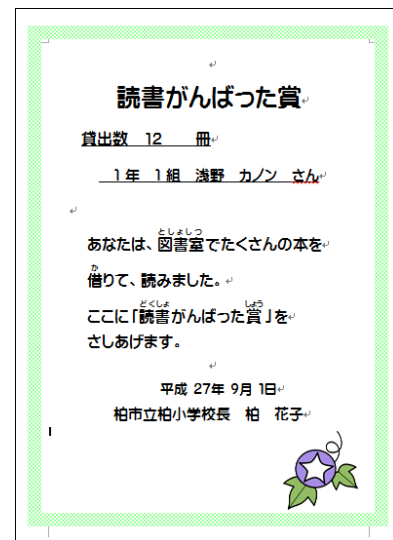 読書がんばった賞
貸出数 12 冊
1年 1組 浅野 カノン さん
あなたは、図書室でたくさんの本を
借りて、読みました。
ここに「読書がんばった賞」を
さしあげます。
平成 27年 9月 1日
柏市立柏小学校長 柏 花子